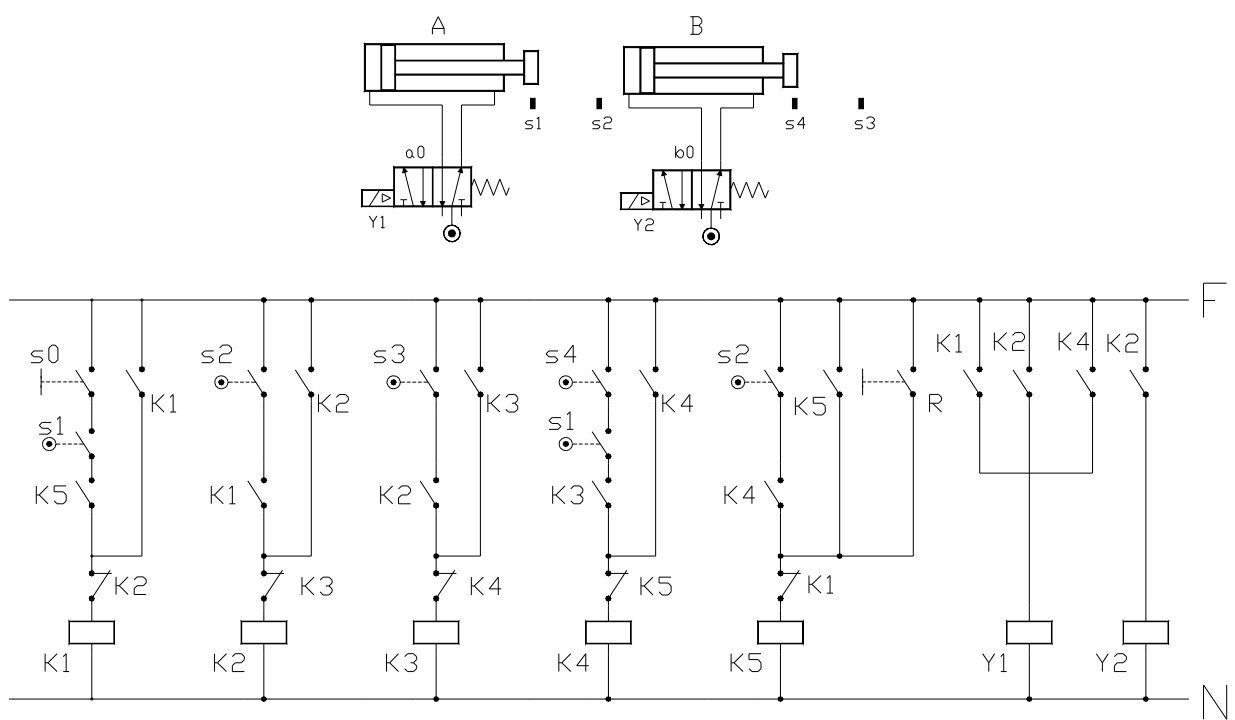 A B
s1 s2 s4 s3
a0 b0
Y1 Y2
F
s0 s2 s3 s4 s2 K1 K2 K4 K2
K1 K2 K3 K4 K5 R
s1 s1
K5 K1 K2 K3 K4
K2 K3 K4 K5 K1
K1 K2 K3 K4 K5 Y1 Y2
N